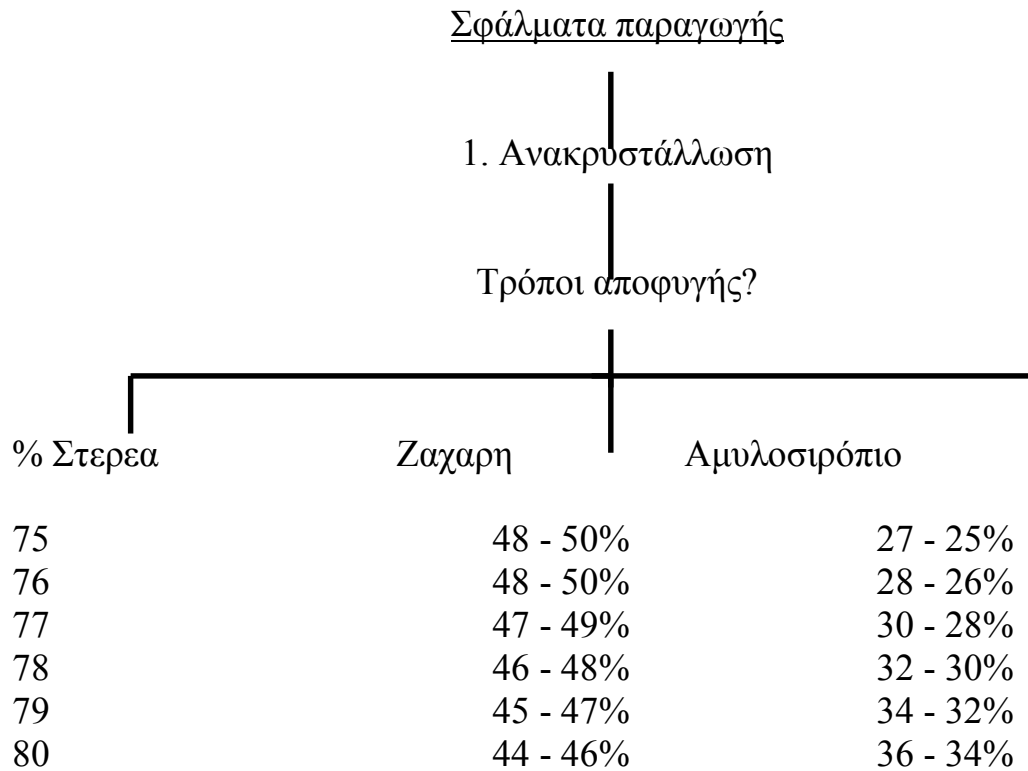 Σφάλματα παραγωγής
1. Ανακρυστάλλωση
Τρόποι αποφυγής?
% Στερεα Ζαχαρη Αμυλοσιρόπιο
75 48 - 50% 27 - 25%
76 48 - 50% 28 - 26%
77 47 - 49% 30 - 28%
78 46 - 48% 32 - 30%
79 45 - 47% 34 - 32%
80 44 - 46% 36 - 34%